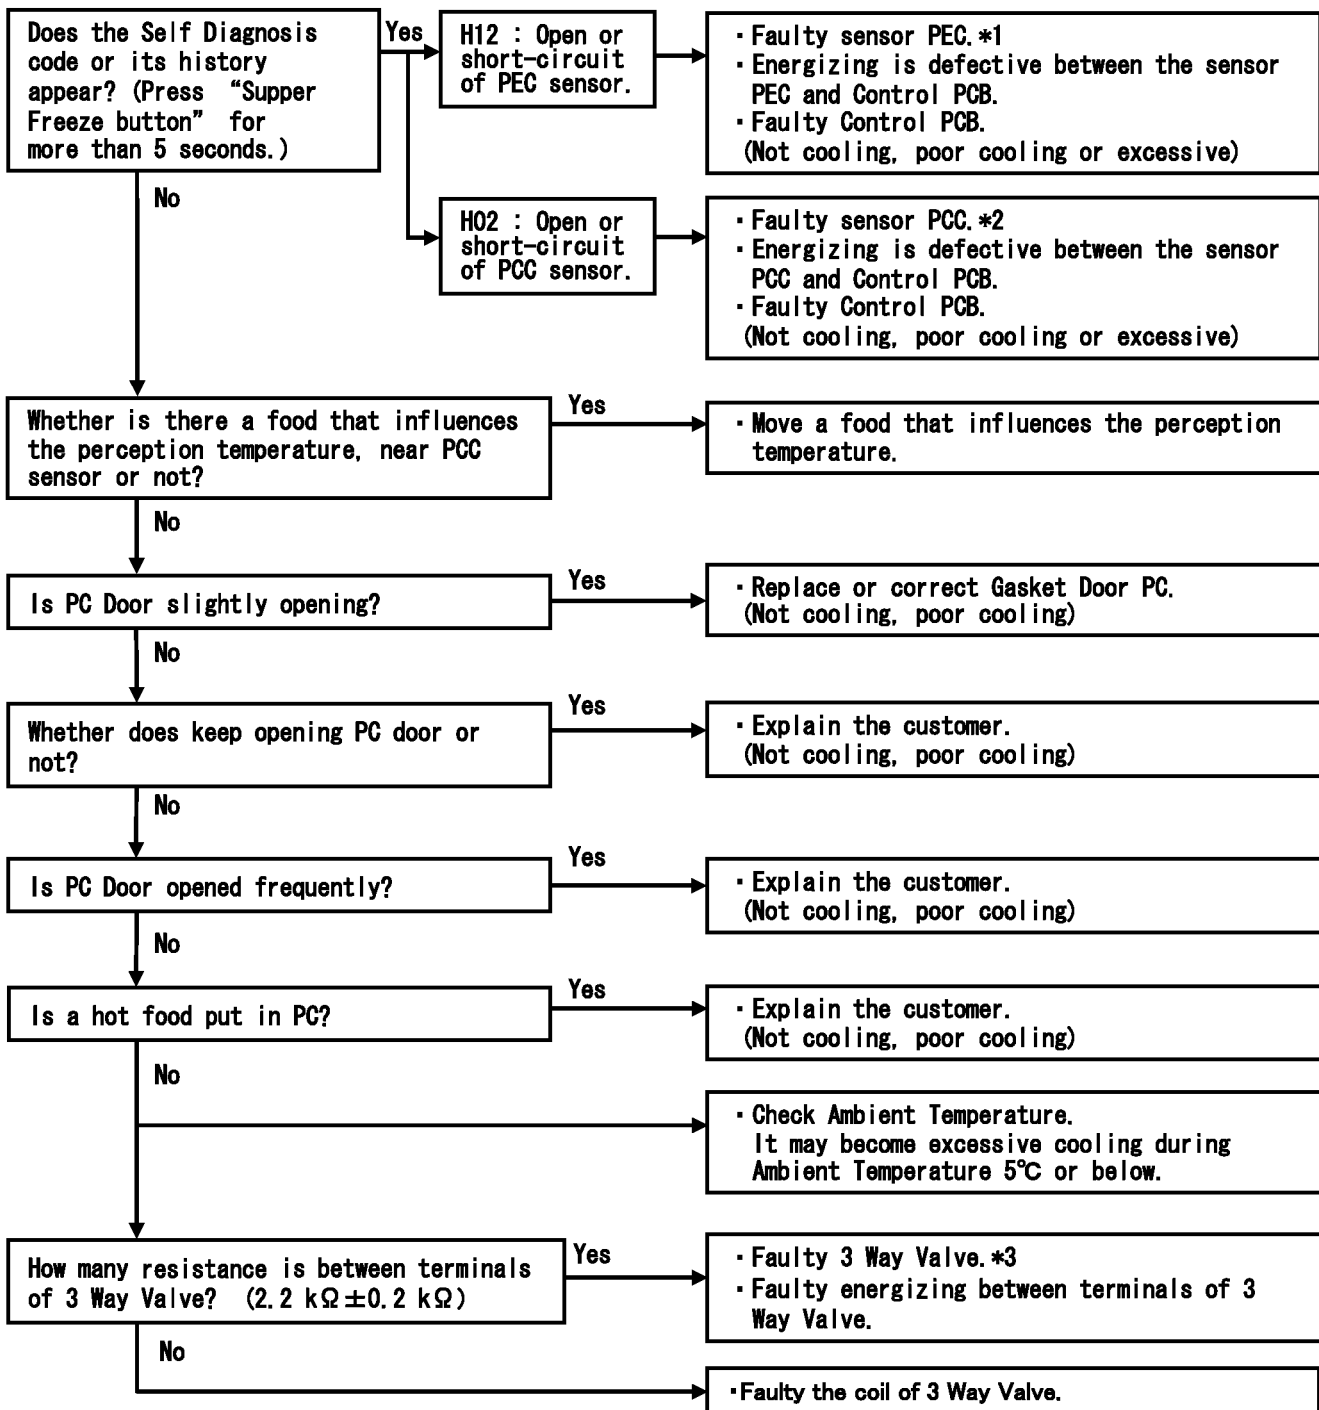 Does the Self Diagnosis
code or its history
appear? (Press "Supper
Freeze button" for
more than 5 seconds.)
Yes
H12 : Open or
short-circuit
of PEC sensor.
・Faulty sensor PEC.*1
・Energizing is defective between the sensor
PEC and Control PCB.
・Faulty Control PCB.
(Not cooling, poor cooling or excessive)
No
H02 : Open or
short-circuit
of PCC sensor.
・Faulty sensor PCC.*2
・Energizing is defective between the sensor
PCC and Control PCB.
・Faulty Control PCB.
(Not cooling, poor cooling or excessive)
Whether is there a food that influences
the perception temperature, near PCC
sensor or not?
Yes
・Move a food that influences the perception
temperature.
No
Is PC Door slightly opening?
Yes
・Replace or correct Gasket Door PC.
(Not cooling, poor cooling)
No
Whether does keep opening PC door or
not?
Yes
・Explain the customer.
(Not cooling, poor cooling)
No
Is PC Door opened frequently?
Yes
・Explain the customer.
(Not cooling, poor cooling)
No
Is a hot food put in PC?
Yes
・Explain the customer.
(Not cooling, poor cooling)
No
・Check Ambient Temperature.
It may become excessive cooling during
Ambient Temperature 5℃ or below.
How many resistance is between terminals
of 3 Way Valve? (2.2 kΩ±0.2 kΩ)
Yes
・Faulty 3 Way Valve.*3
・Faulty energizing between terminals of 3
Way Valve.
No
・Faulty the coil of 3 Way Valve.